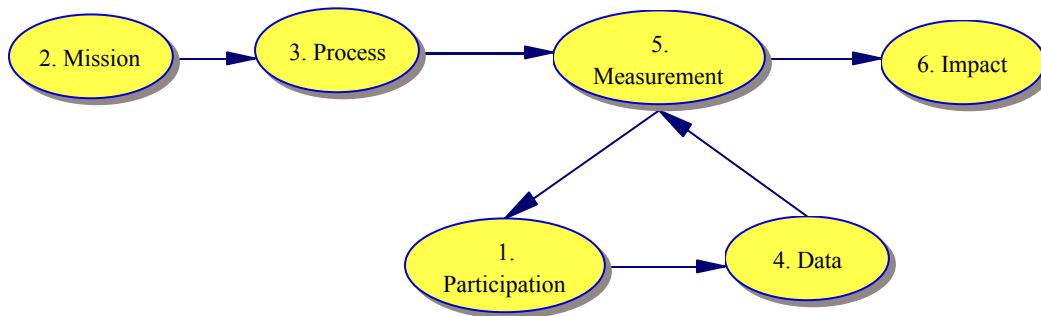 2. Mission
3. Process
5.
Measurement
6. Impact
1.
Participation
4. Data